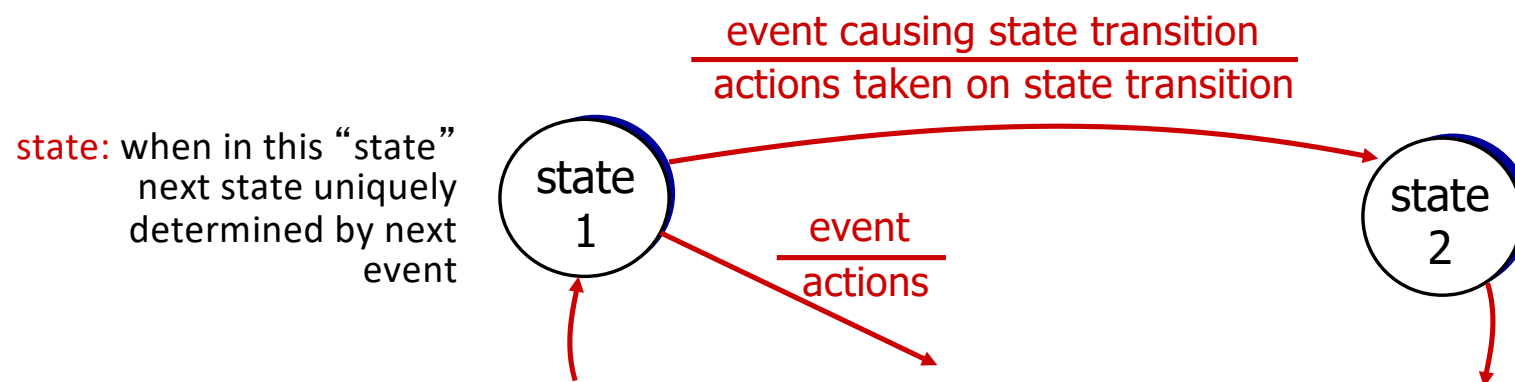 event causing state transition
actions taken on state transition
state: when in this “state”
next state uniquely
determined by next
event
state
1
event
actions
state
2